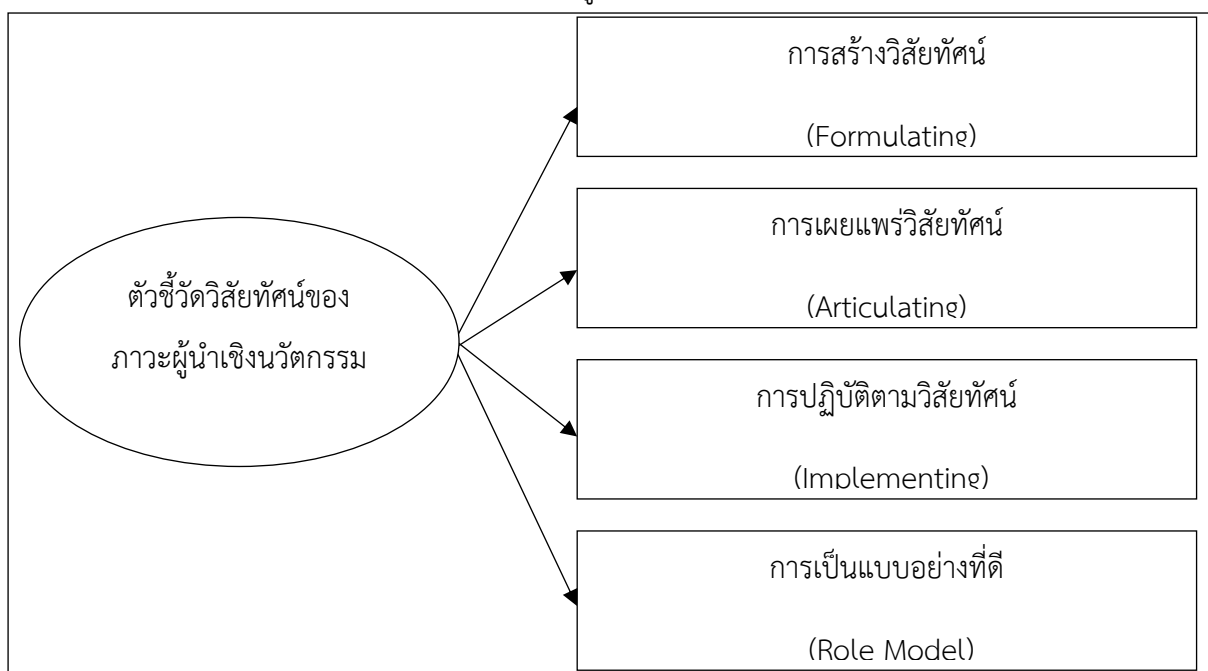 ตัวชี้วัดวิสัยทัศน์ของ
ภาวะผู้นำเชิงนวัตกรรม
การสร้างวิสัยทัศน์
(Formulating)
การเผยแพร่วิสัยทัศน์
(Articulating)
การปฏิบัติตามวิสัยทัศน์
(Implementing)
การเป็นแบบอย่างที่ดี
(Role Model)